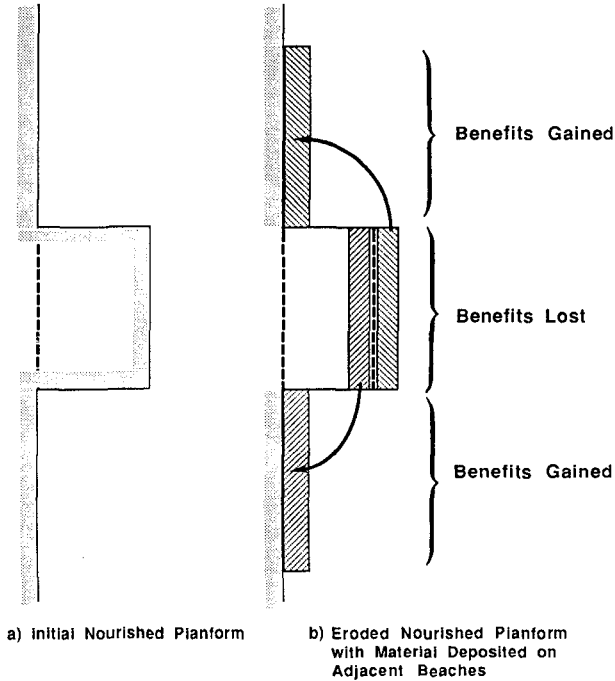 Benefits Gained
Benefits Lost
Benefits Gained
a) Initial Nourished Planform
b) Eroded Nourished Planform
with Material Deposited on
Adjacent Beaches